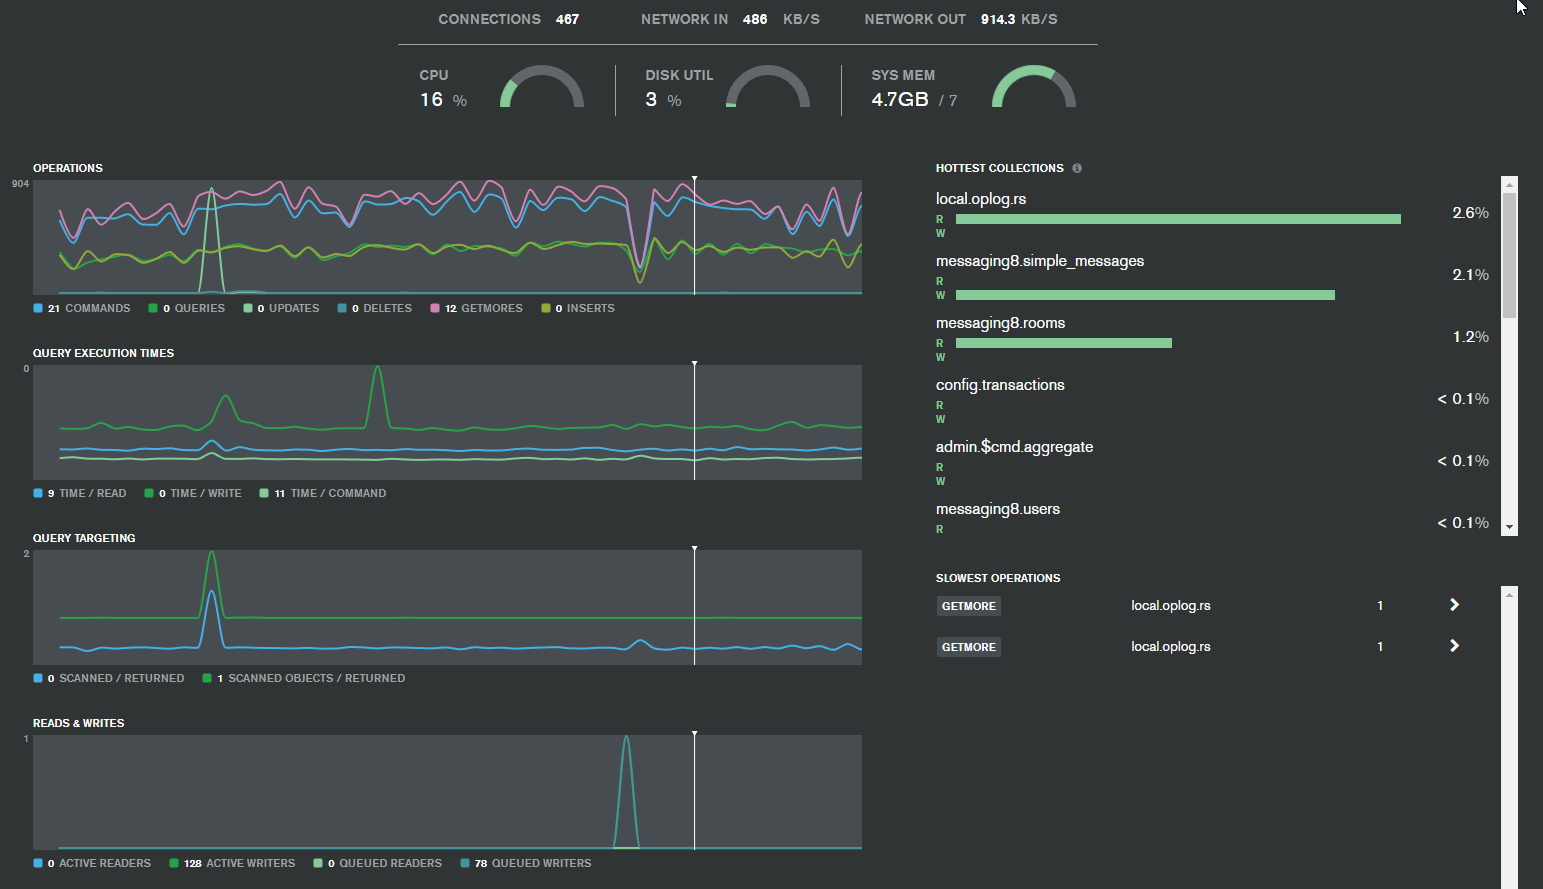 CONNECTIONS 467 NETWORK IN 486 KB/S NETWORK OUT 914.3 KB/S
CPU
16 %
DISK UTIL
3 %
SYS MEM
4.7GB / 7
OPERATIONS
904
21 COMMANDS 0 QUERIES 0 UPDATES 0 DELETES 12 GETMORES 0 INSERTS
QUERY EXECUTION TIMES
0
9 TIME / READ 0 TIME / WRITE 11 TIME / COMMAND
QUERY TARGETING
2
0 SCANNED / RETURNED 1 SCANNED OBJECTS / RETURNED
READS & WRITES
1
0 ACTIVE READERS 128 ACTIVE WRITERS 0 QUEUED READERS 78 QUEUED WRITERS
HOTTEST COLLECTIONS
local.oplog.rs
R
W
2.6%
messaging8.simple_messages
R
W
2.1%
messaging8.rooms
R
W
1.2%
config.transactions
R
W
< 0.1%
admin.$cmd.aggregate
R
W
< 0.1%
messaging8.users
R
< 0.1%
SLOWEST OPERATIONS
GETMORE local.oplog.rs 1
GETMORE local.oplog.rs 1